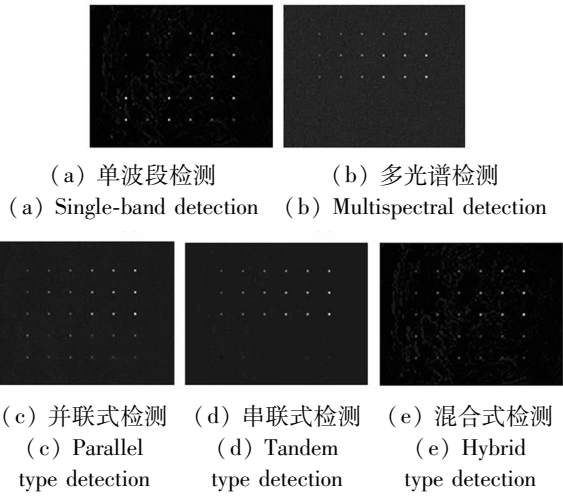 (a) 单波段检测 (b) 多光谱检测
(a) Single-band detection (b) Multispectral detection
(c) 并联式检测 (d) 串联式检测 (e) 混合式检测
(c) Parallel (d) Tandem (e) Hybrid
type detection type detection type detection